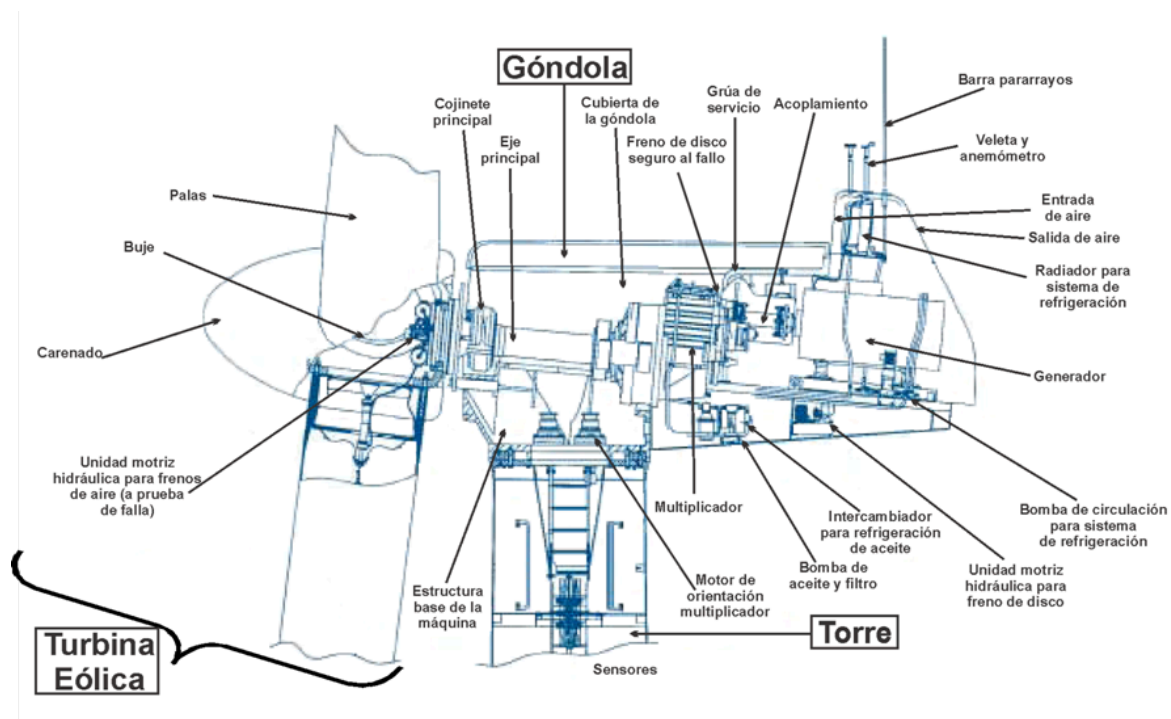 Góndola
Barra pararrayos
Grúa de
servicio
Acoplamiento
Cojinete
principal
Cubierta de
la góndola
Eje
principal
Freno de disco
seguro al fallo
Veleta y
anemómetro
Palas
Entrada
de aire
Buje
Salida de aire
Radiador para
sistema de
refrigeración
Carenado
Generador
Unidad motriz
hidráulica para frenos
de aire (a prueba
de falla)
Multiplicador
Intercambiador
para refrigeración
de aceite
Bomba de circulación
para sistema
de refrigeración
Bomba de
aceite y filtro
Unidad motriz
hidráulica para
freno de disco
Estructura
base de la
máquina
Motor de
orientación
multiplicador
Torre
Turbina
Eólica
Sensores